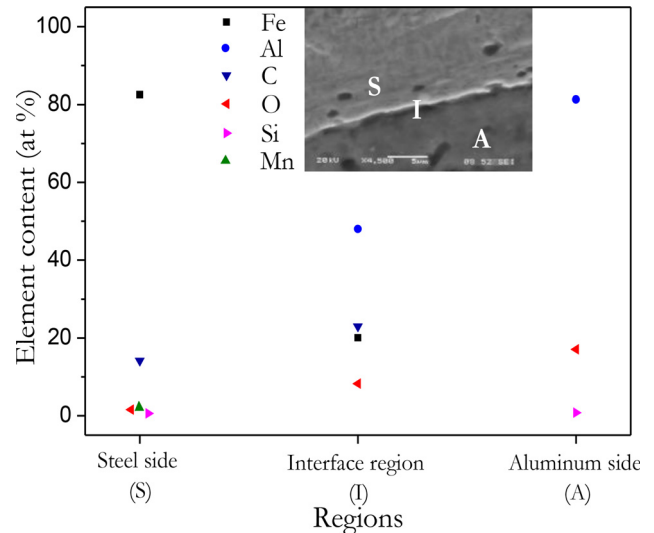 100
80
60
40
20
0
Element content (at %)
Fe
Al
C
O
Si
Mn
S
I
A
20kV X4,500 5μm
Steel side
(S)
Interface region
(I)
Aluminum side
(A)
Regions